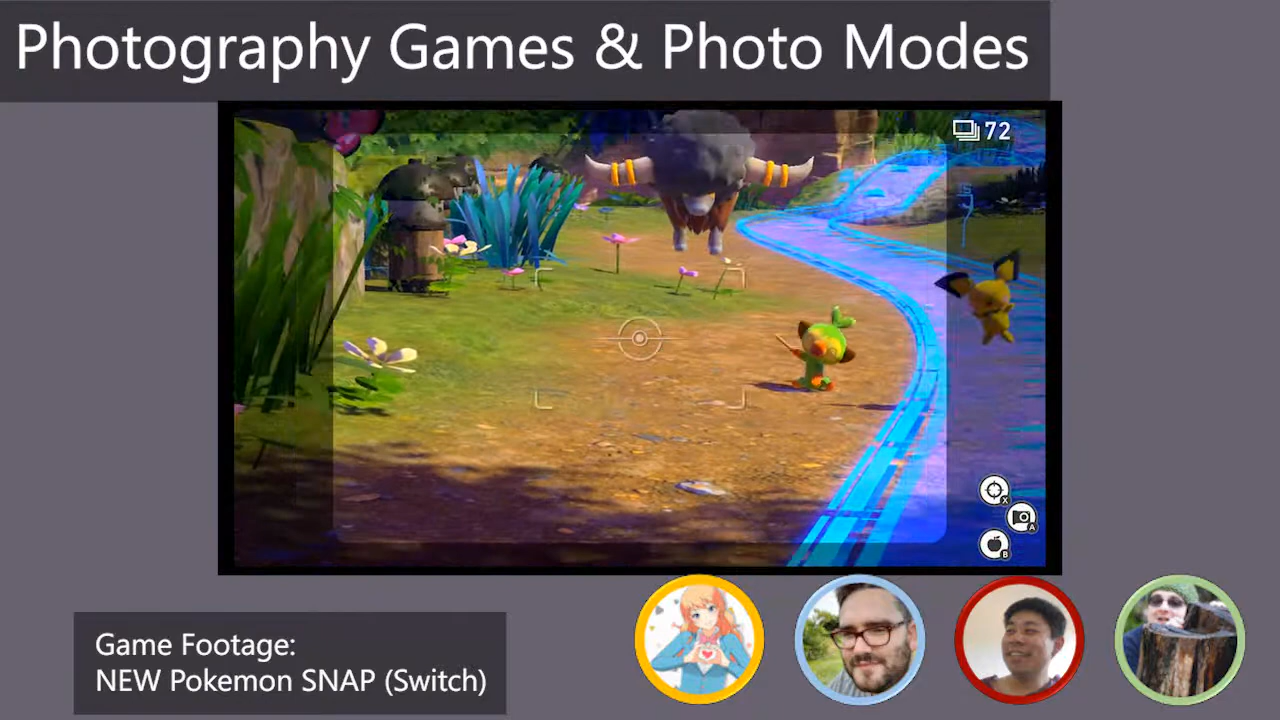 Photography Games & Photo Modes
72
X
A
B
Game Footage:
NEW Pokemon SNAP (Switch)